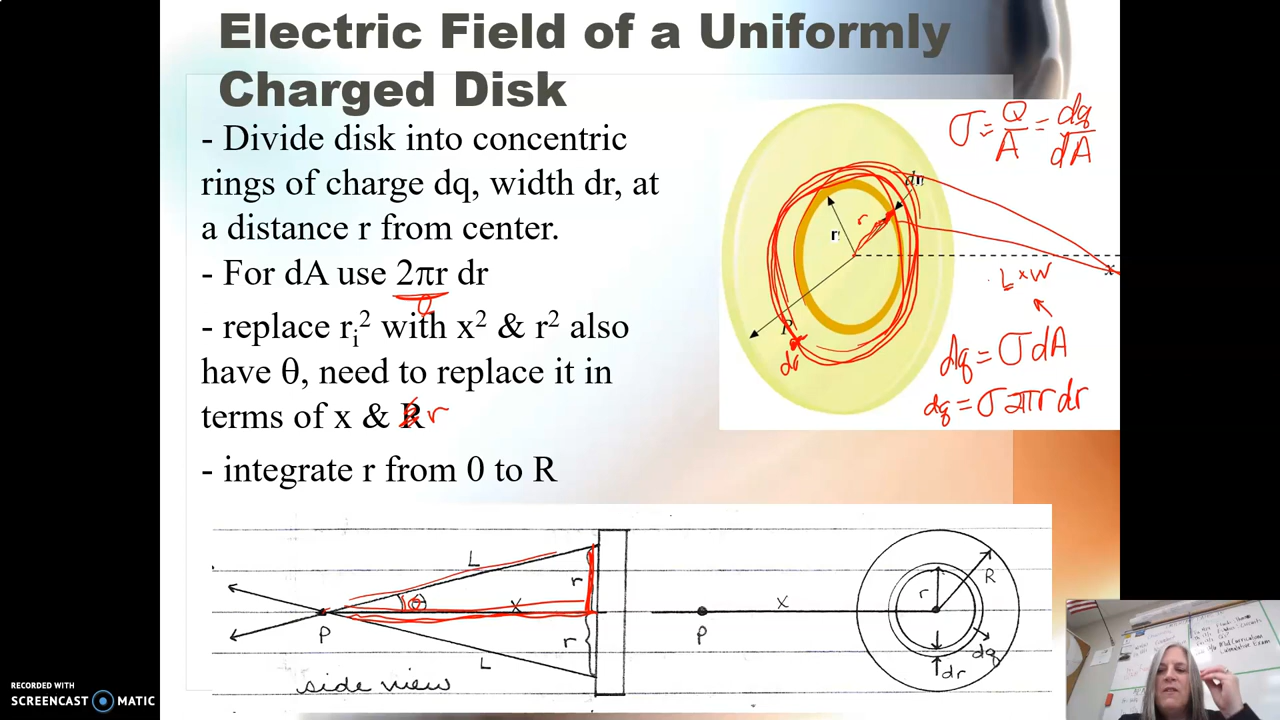 Electric Field of a Uniformly
Charged Disk
- Divide disk into concentric
rings of charge dq, width dr, at
a distance r from center.
- For dA use 2πr dr
- replace rᵢ² with x² & r² also
have θ, need to replace it in
terms of x & R r
- integrate r from 0 to R
σ = Q/A = dq/dA
r
r
R
x
L x W
dq
dq = σ dA
dq = σ 2πr dr
L
r
θ
x
P
r
L
side view
x
P
R
r
dq
dr
RECORDED WITH
SCREENCAST MATIC